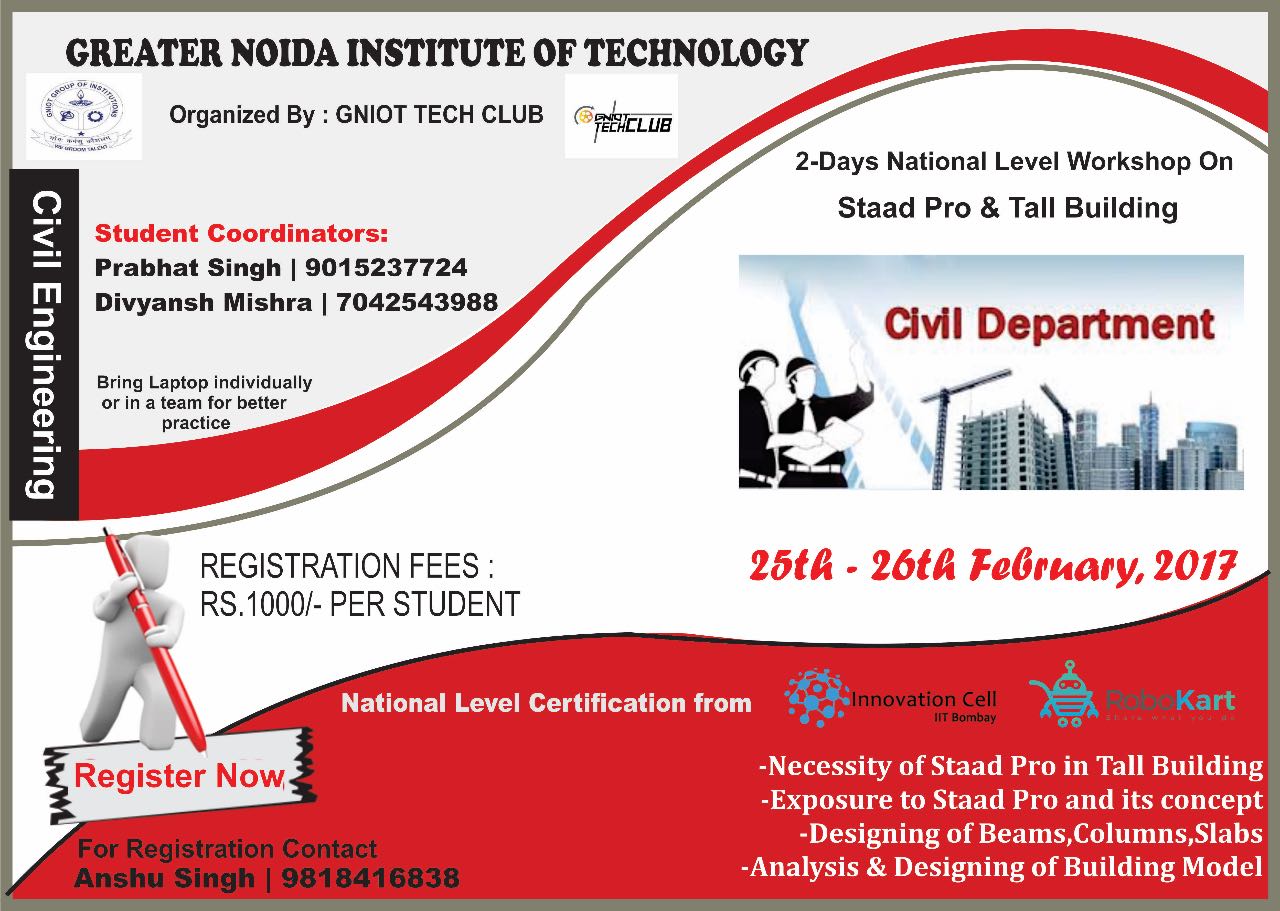 GREATER NOIDA INSTITUTE OF TECHNOLOGY
GNIOT GROUP OF INSTITUTIONS
WE GROOM TALENT
Organized By : GNIOT TECH CLUB
GNIOT
TECHCLUB
Civil Engineering
Student Coordinators:
Prabhat Singh | 9015237724
Divyansh Mishra | 7042543988
Bring Laptop individually
or in a team for better
practice
2-Days National Level Workshop On
Staad Pro & Tall Building
Civil Department
25th - 26th February, 2017
REGISTRATION FEES :
RS.1000/- PER STUDENT
National Level Certification from
Innovation Cell
IIT Bombay
RoboKart
Share what you do
Register Now
For Registration Contact
Anshu Singh | 9818416838
-Necessity of Staad Pro in Tall Building
-Exposure to Staad Pro and its concept
-Designing of Beams,Columns,Slabs
-Analysis & Designing of Building Model